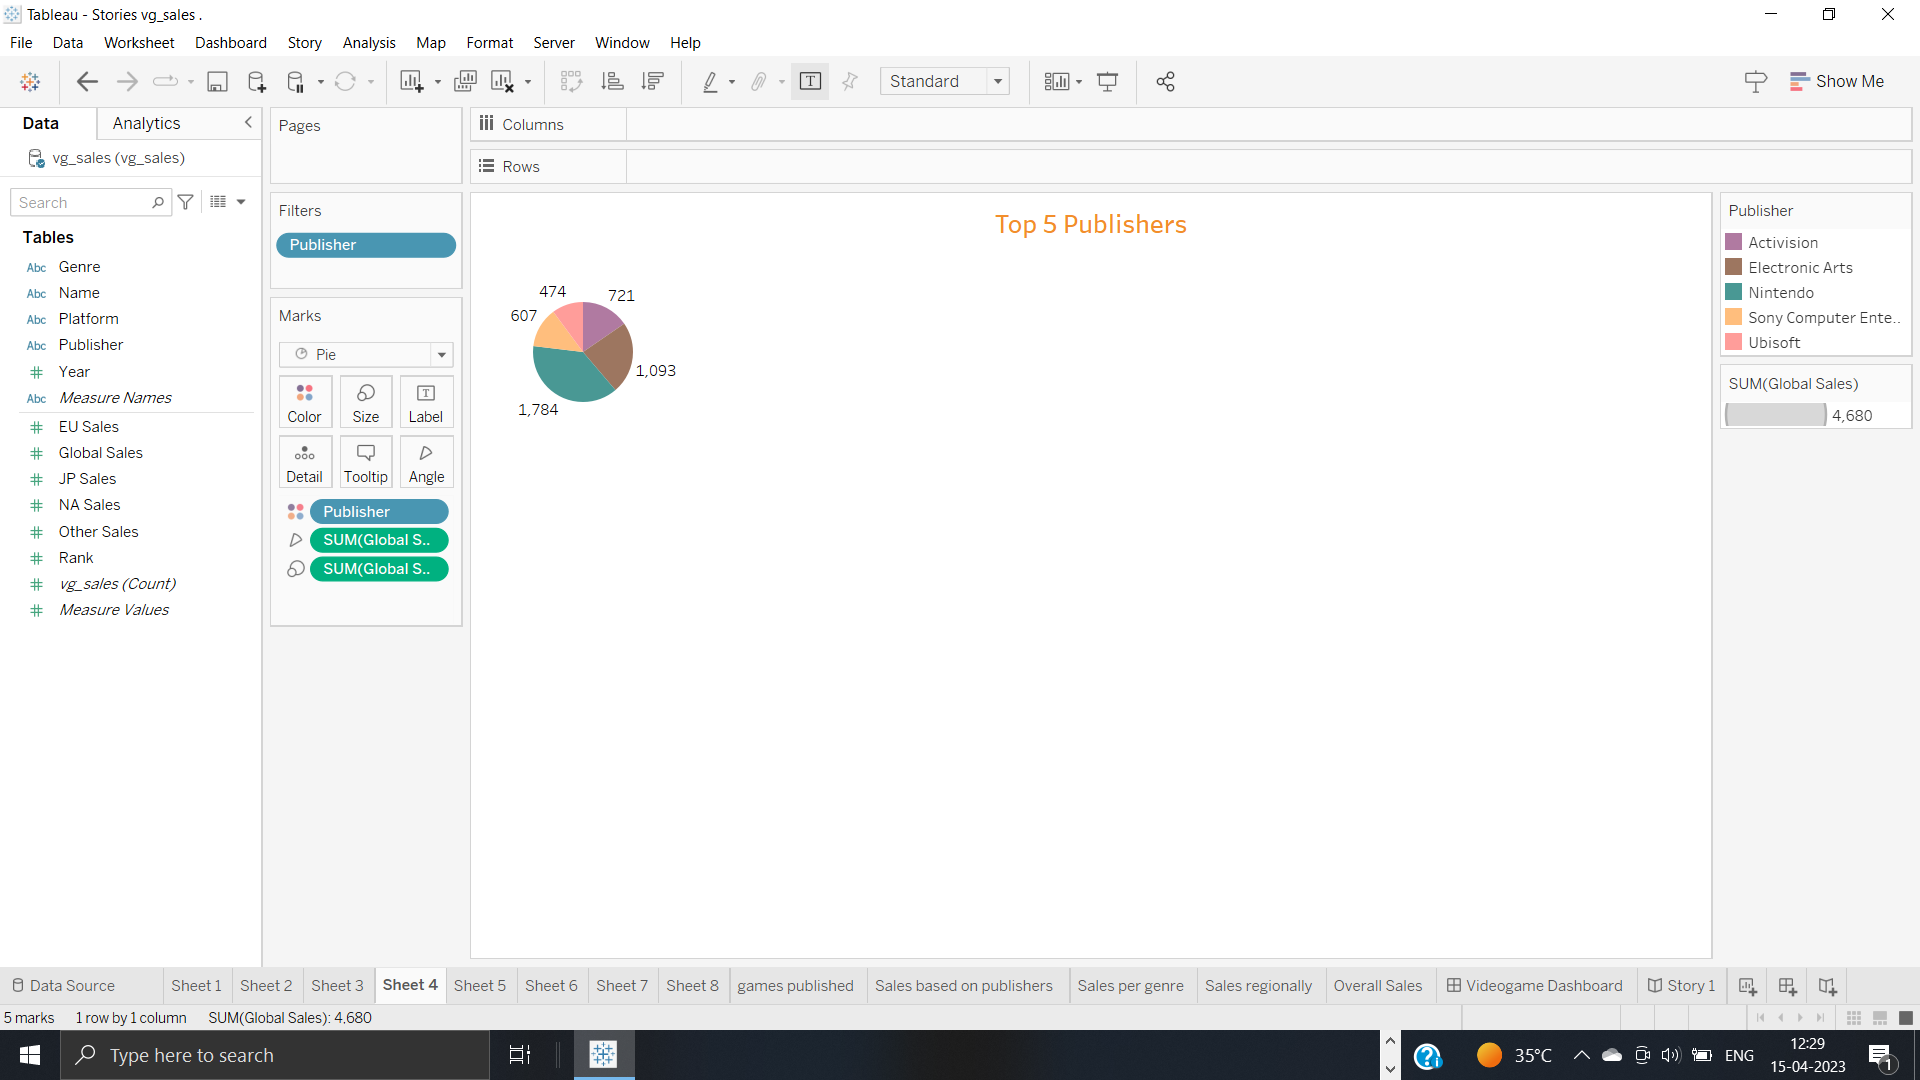 Tableau - Stories vg_sales .
File Data Worksheet Dashboard Story Analysis Map Format Server Window Help
Standard
Show Me
Data Analytics
vg_sales (vg_sales)
Search
Tables
Abc Genre
Abc Name
Abc Platform
Abc Publisher
# Year
Abc Measure Names
# EU Sales
# Global Sales
# JP Sales
# NA Sales
# Other Sales
# Rank
# vg_sales (Count)
# Measure Values
Pages
Filters
Publisher
Marks
Pie
Color Size Label
Detail Tooltip Angle
Publisher
SUM(Global S..
SUM(Global S..
Columns
Rows
Top 5 Publishers
474
721
607
1,093
1,784
Publisher
Activision
Electronic Arts
Nintendo
Sony Computer Ente..
Ubisoft
SUM(Global Sales)
4,680
Data Source Sheet 1 Sheet 2 Sheet 3 Sheet 4 Sheet 5 Sheet 6 Sheet 7 Sheet 8 games published Sales based on publishers Sales per genre Sales regionally Overall Sales Videogame Dashboard Story 1
5 marks 1 row by 1 column SUM(Global Sales): 4,680
Type here to search
35°C
ENG
12:29
15-04-2023
1